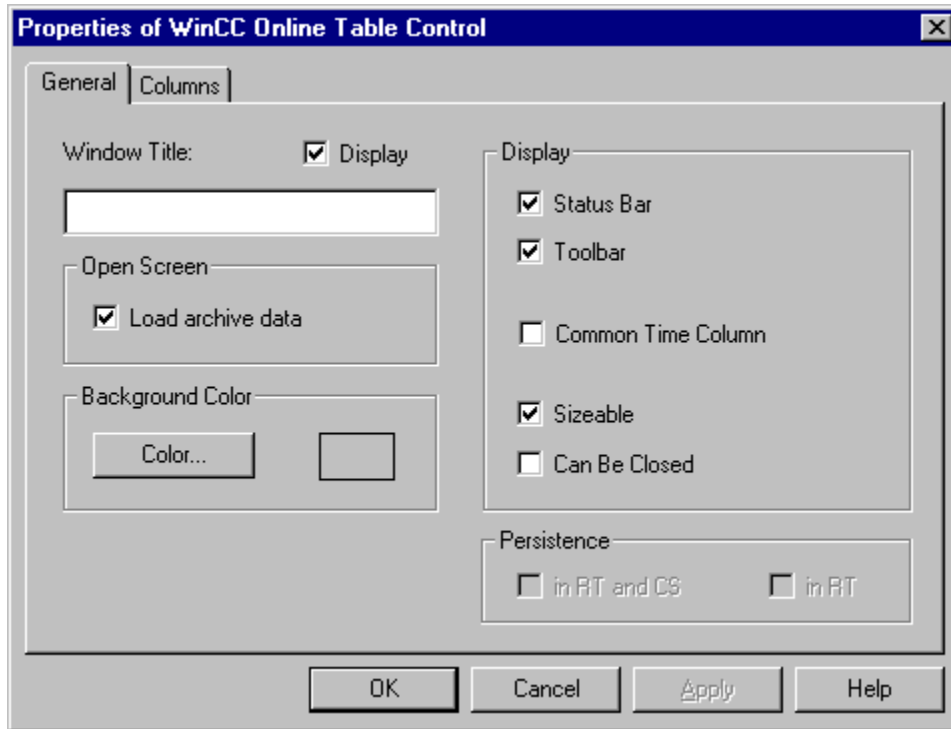 Properties of WinCC Online Table Control
General
Columns
Window Title:
Display
Open Screen
Load archive data
Background Color
Color...
Display
Status Bar
Toolbar
Common Time Column
Sizeable
Can Be Closed
Persistence
in RT and CS
in RT
OK
Cancel
Apply
Help